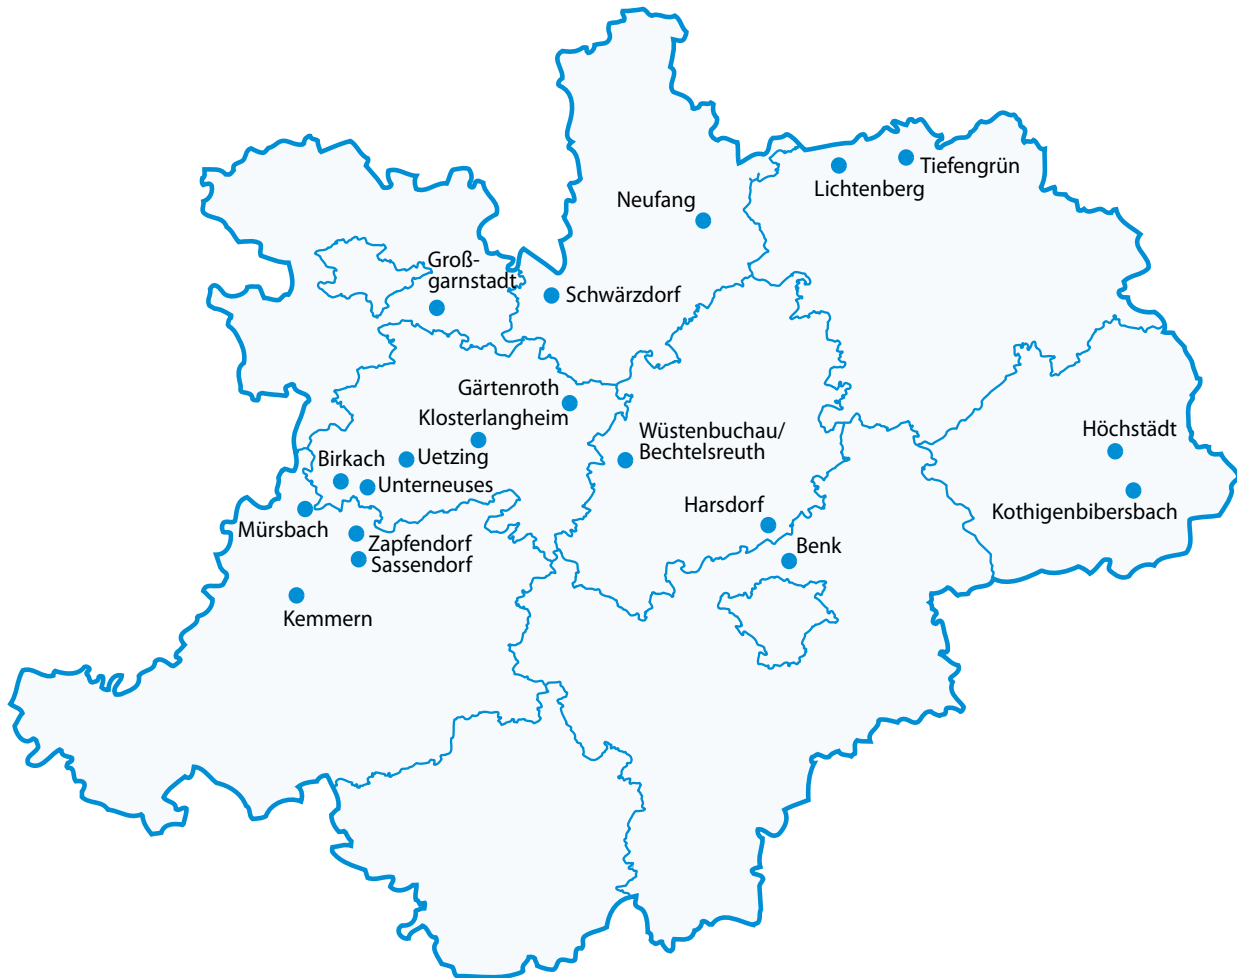 Tiefengrün
Lichtenberg
Neufang
Groß-
garnstadt
Schwärzdorf
Gärtenroth
Klosterlangheim
Wüstenbuchau/
Bechtelsreuth
Höchstädt
Birkach
Uetzing
Unterneuses
Kothigenbibersbach
Harsdorf
Mürsbach
Zapfendorf
Sassendorf
Benk
Kemmern